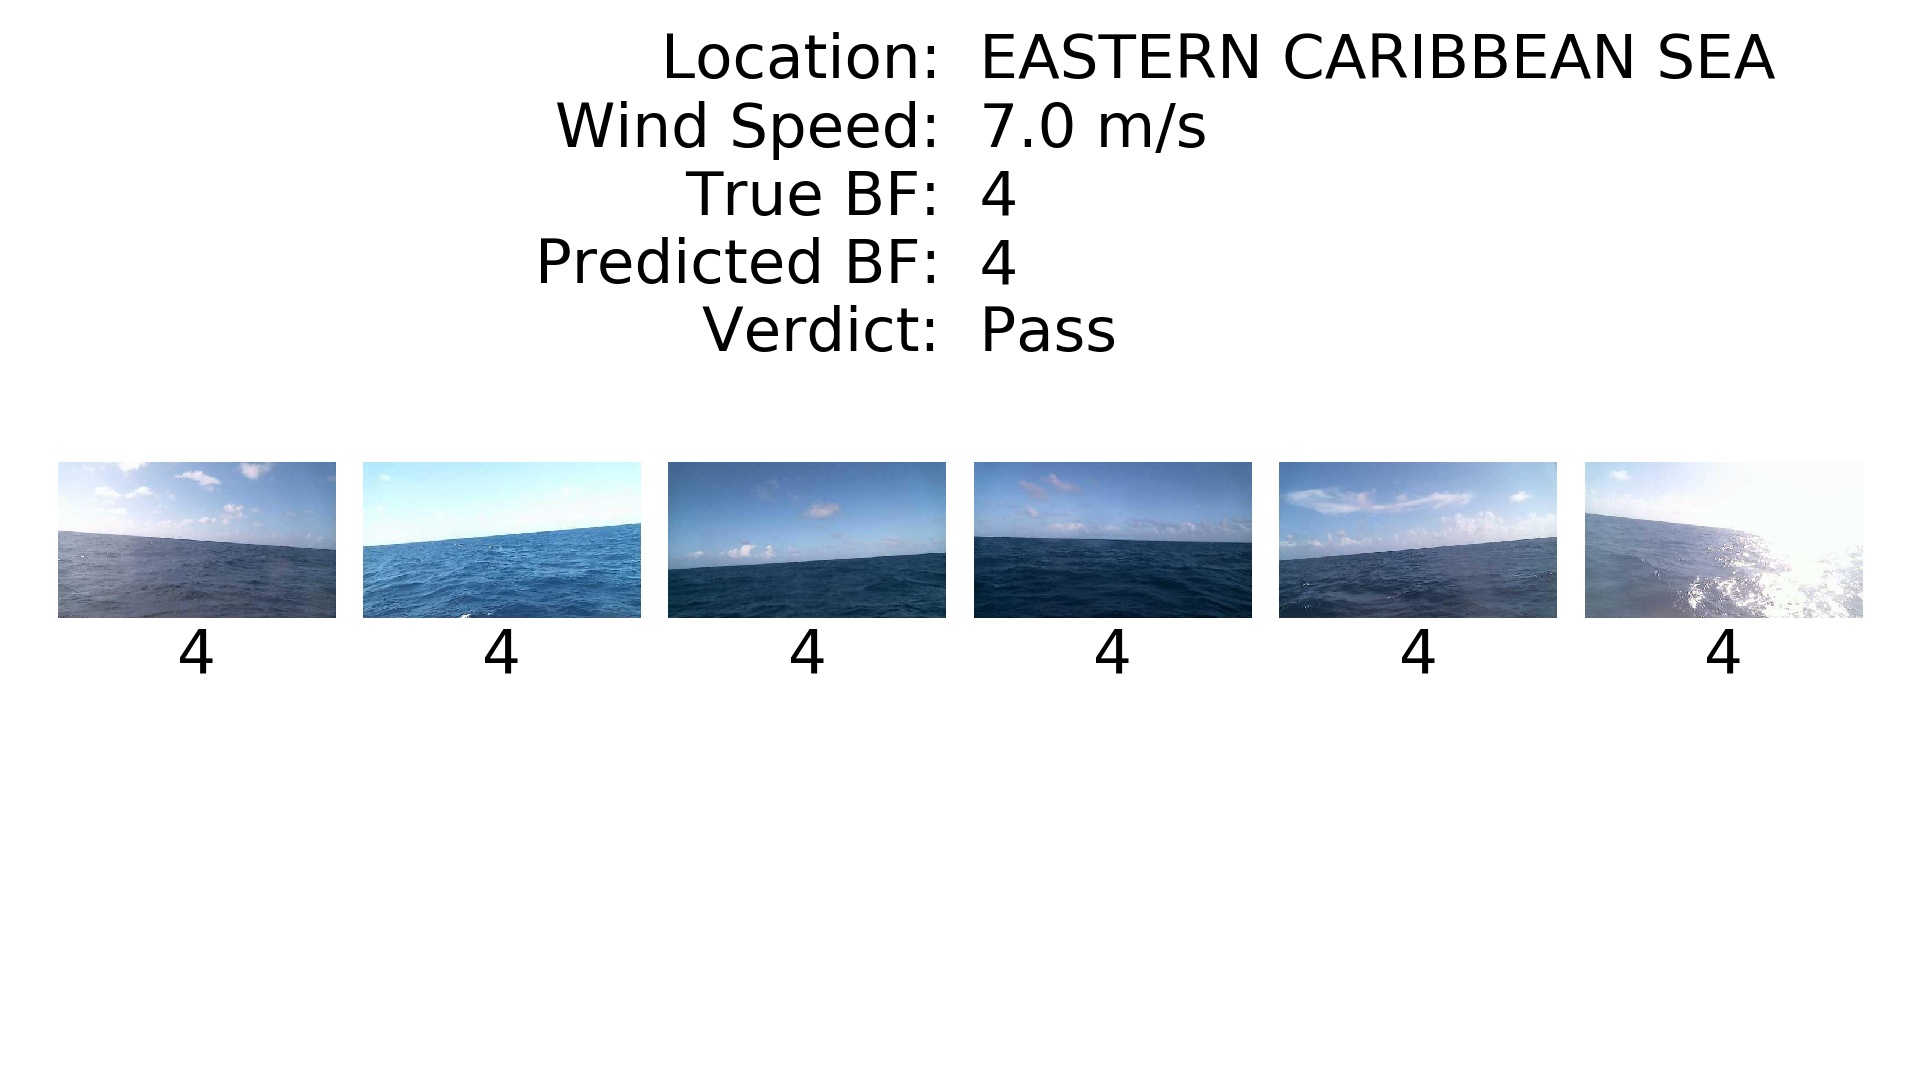 Location: EASTERN CARIBBEAN SEA
Wind Speed: 7.0 m/s
True BF: 4
Predicted BF: 4
Verdict: Pass
4 4 4 4 4 4